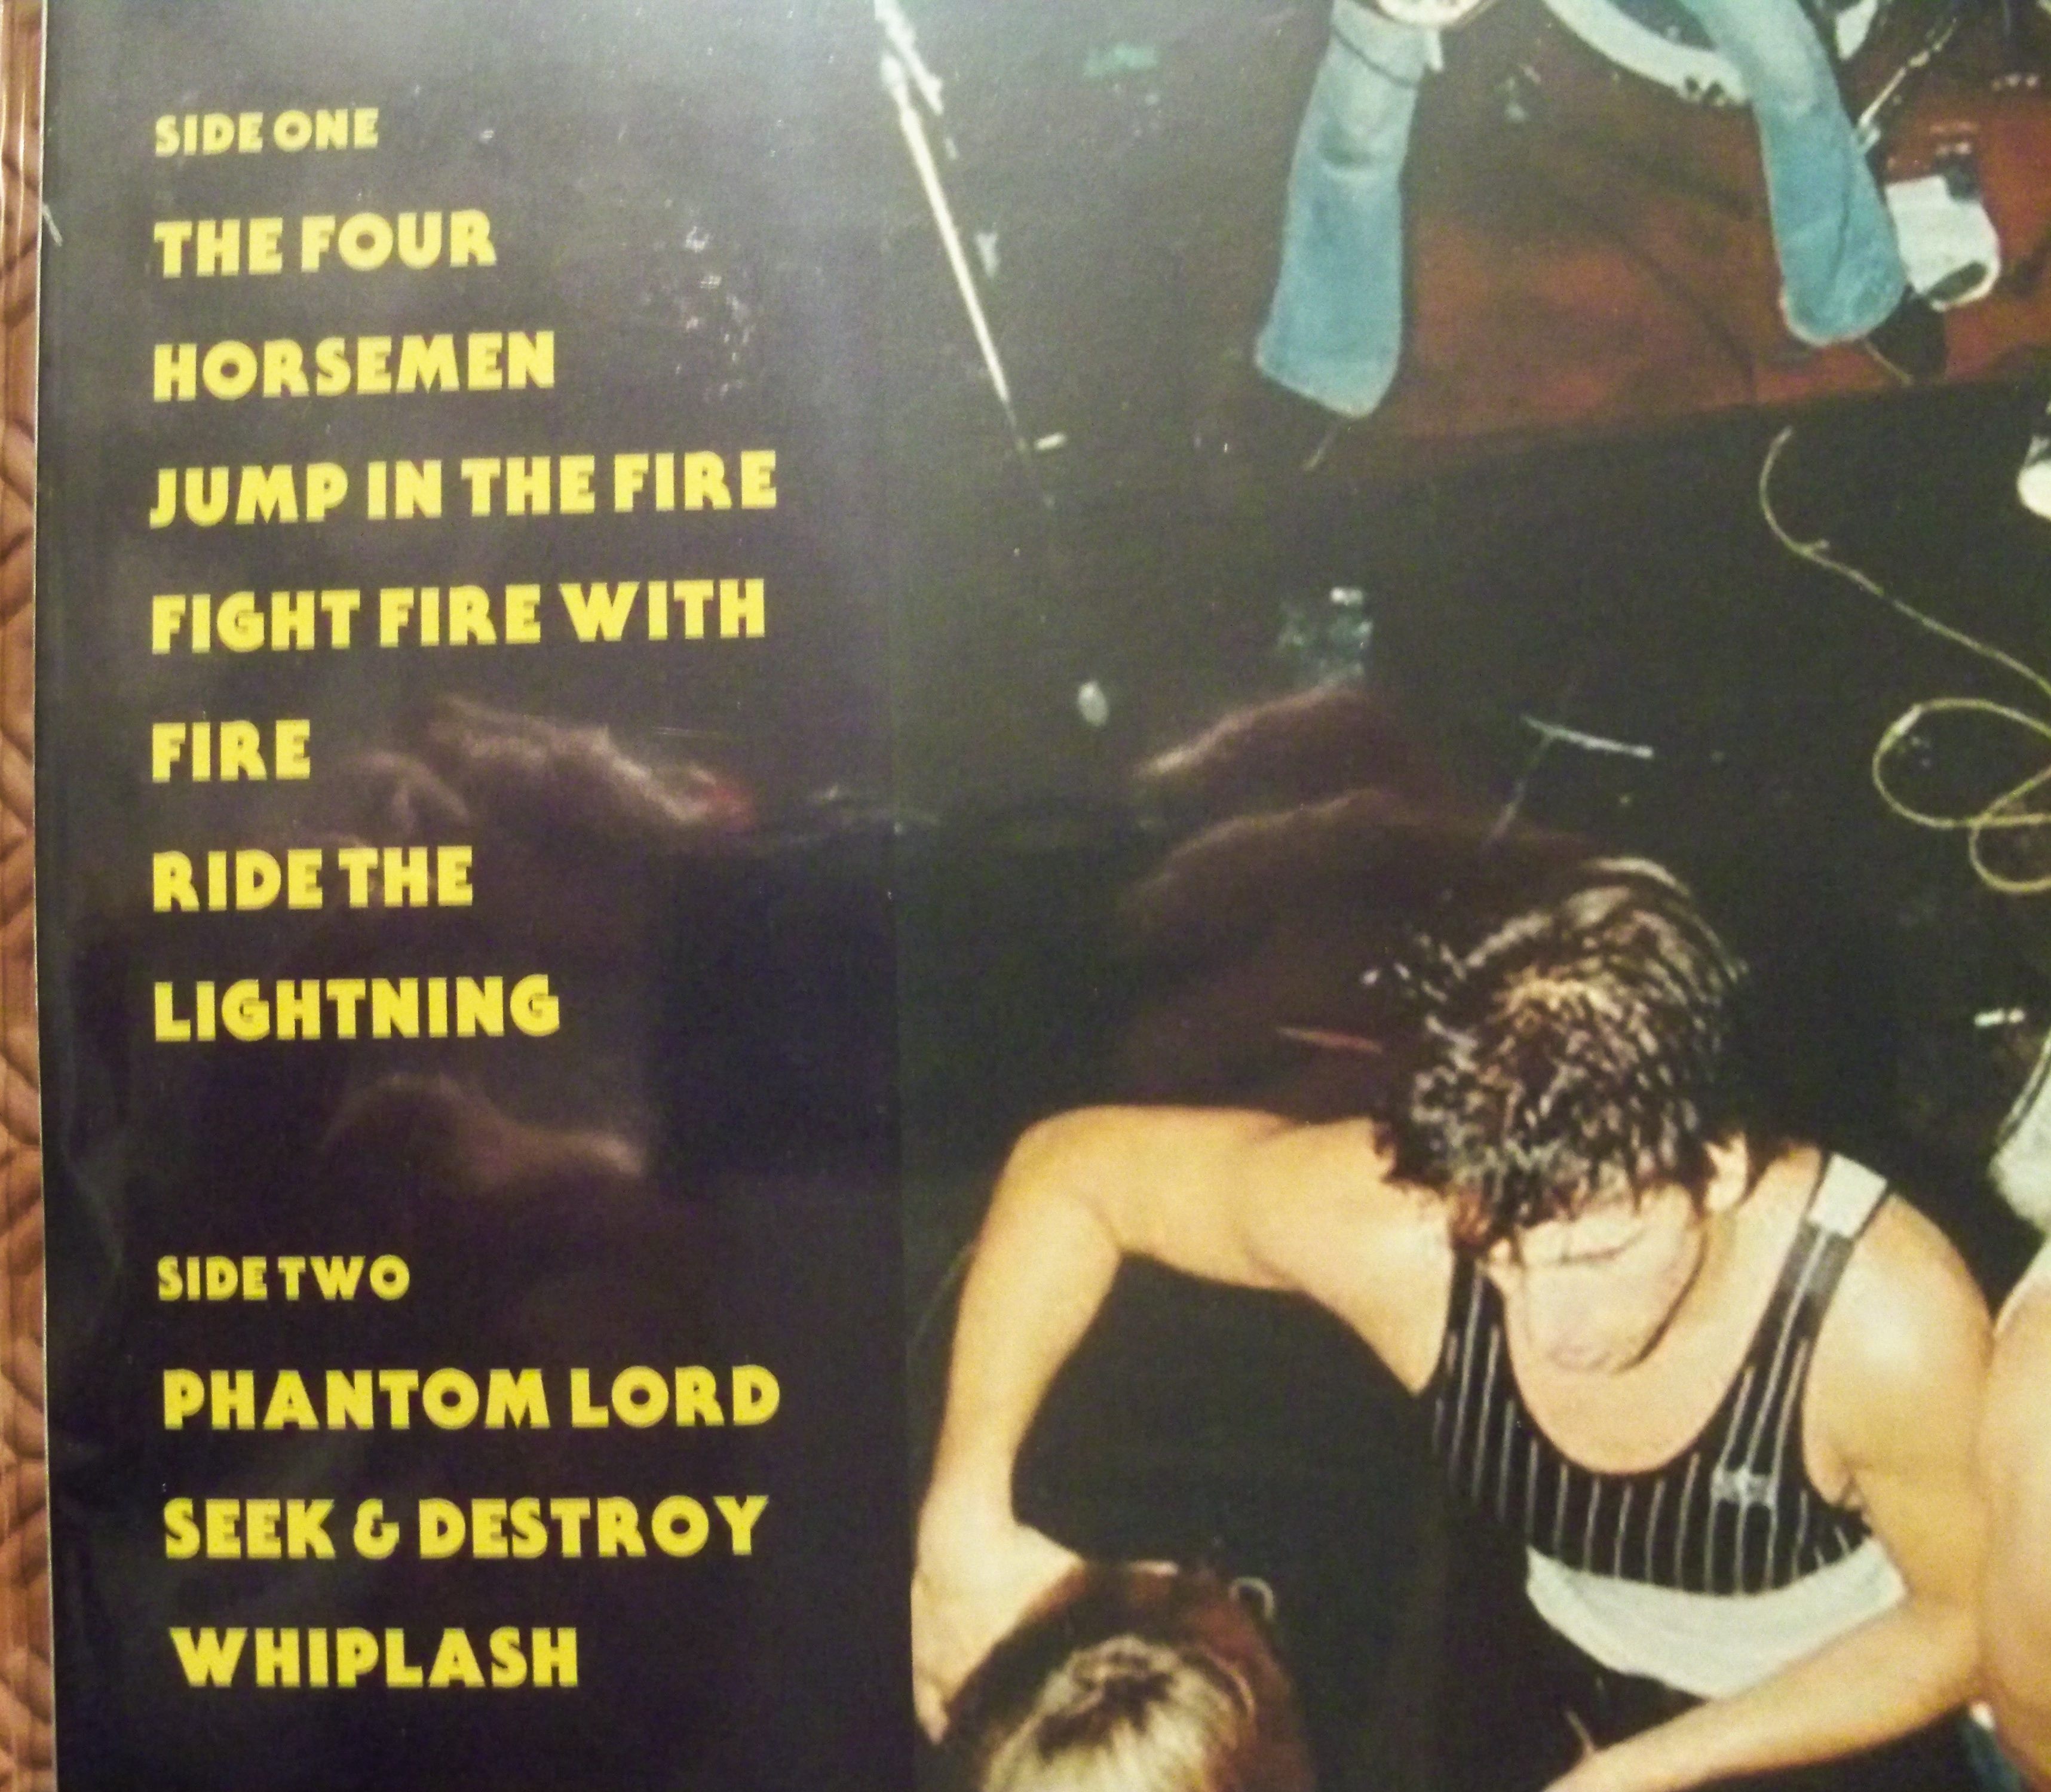 SIDE ONE
THE FOUR
HORSEMEN
JUMP IN THE FIRE
FIGHT FIRE WITH
FIRE
RIDE THE
LIGHTNING
SIDE TWO
PHANTOM LORD
SEEK & DESTROY
WHIPLASH